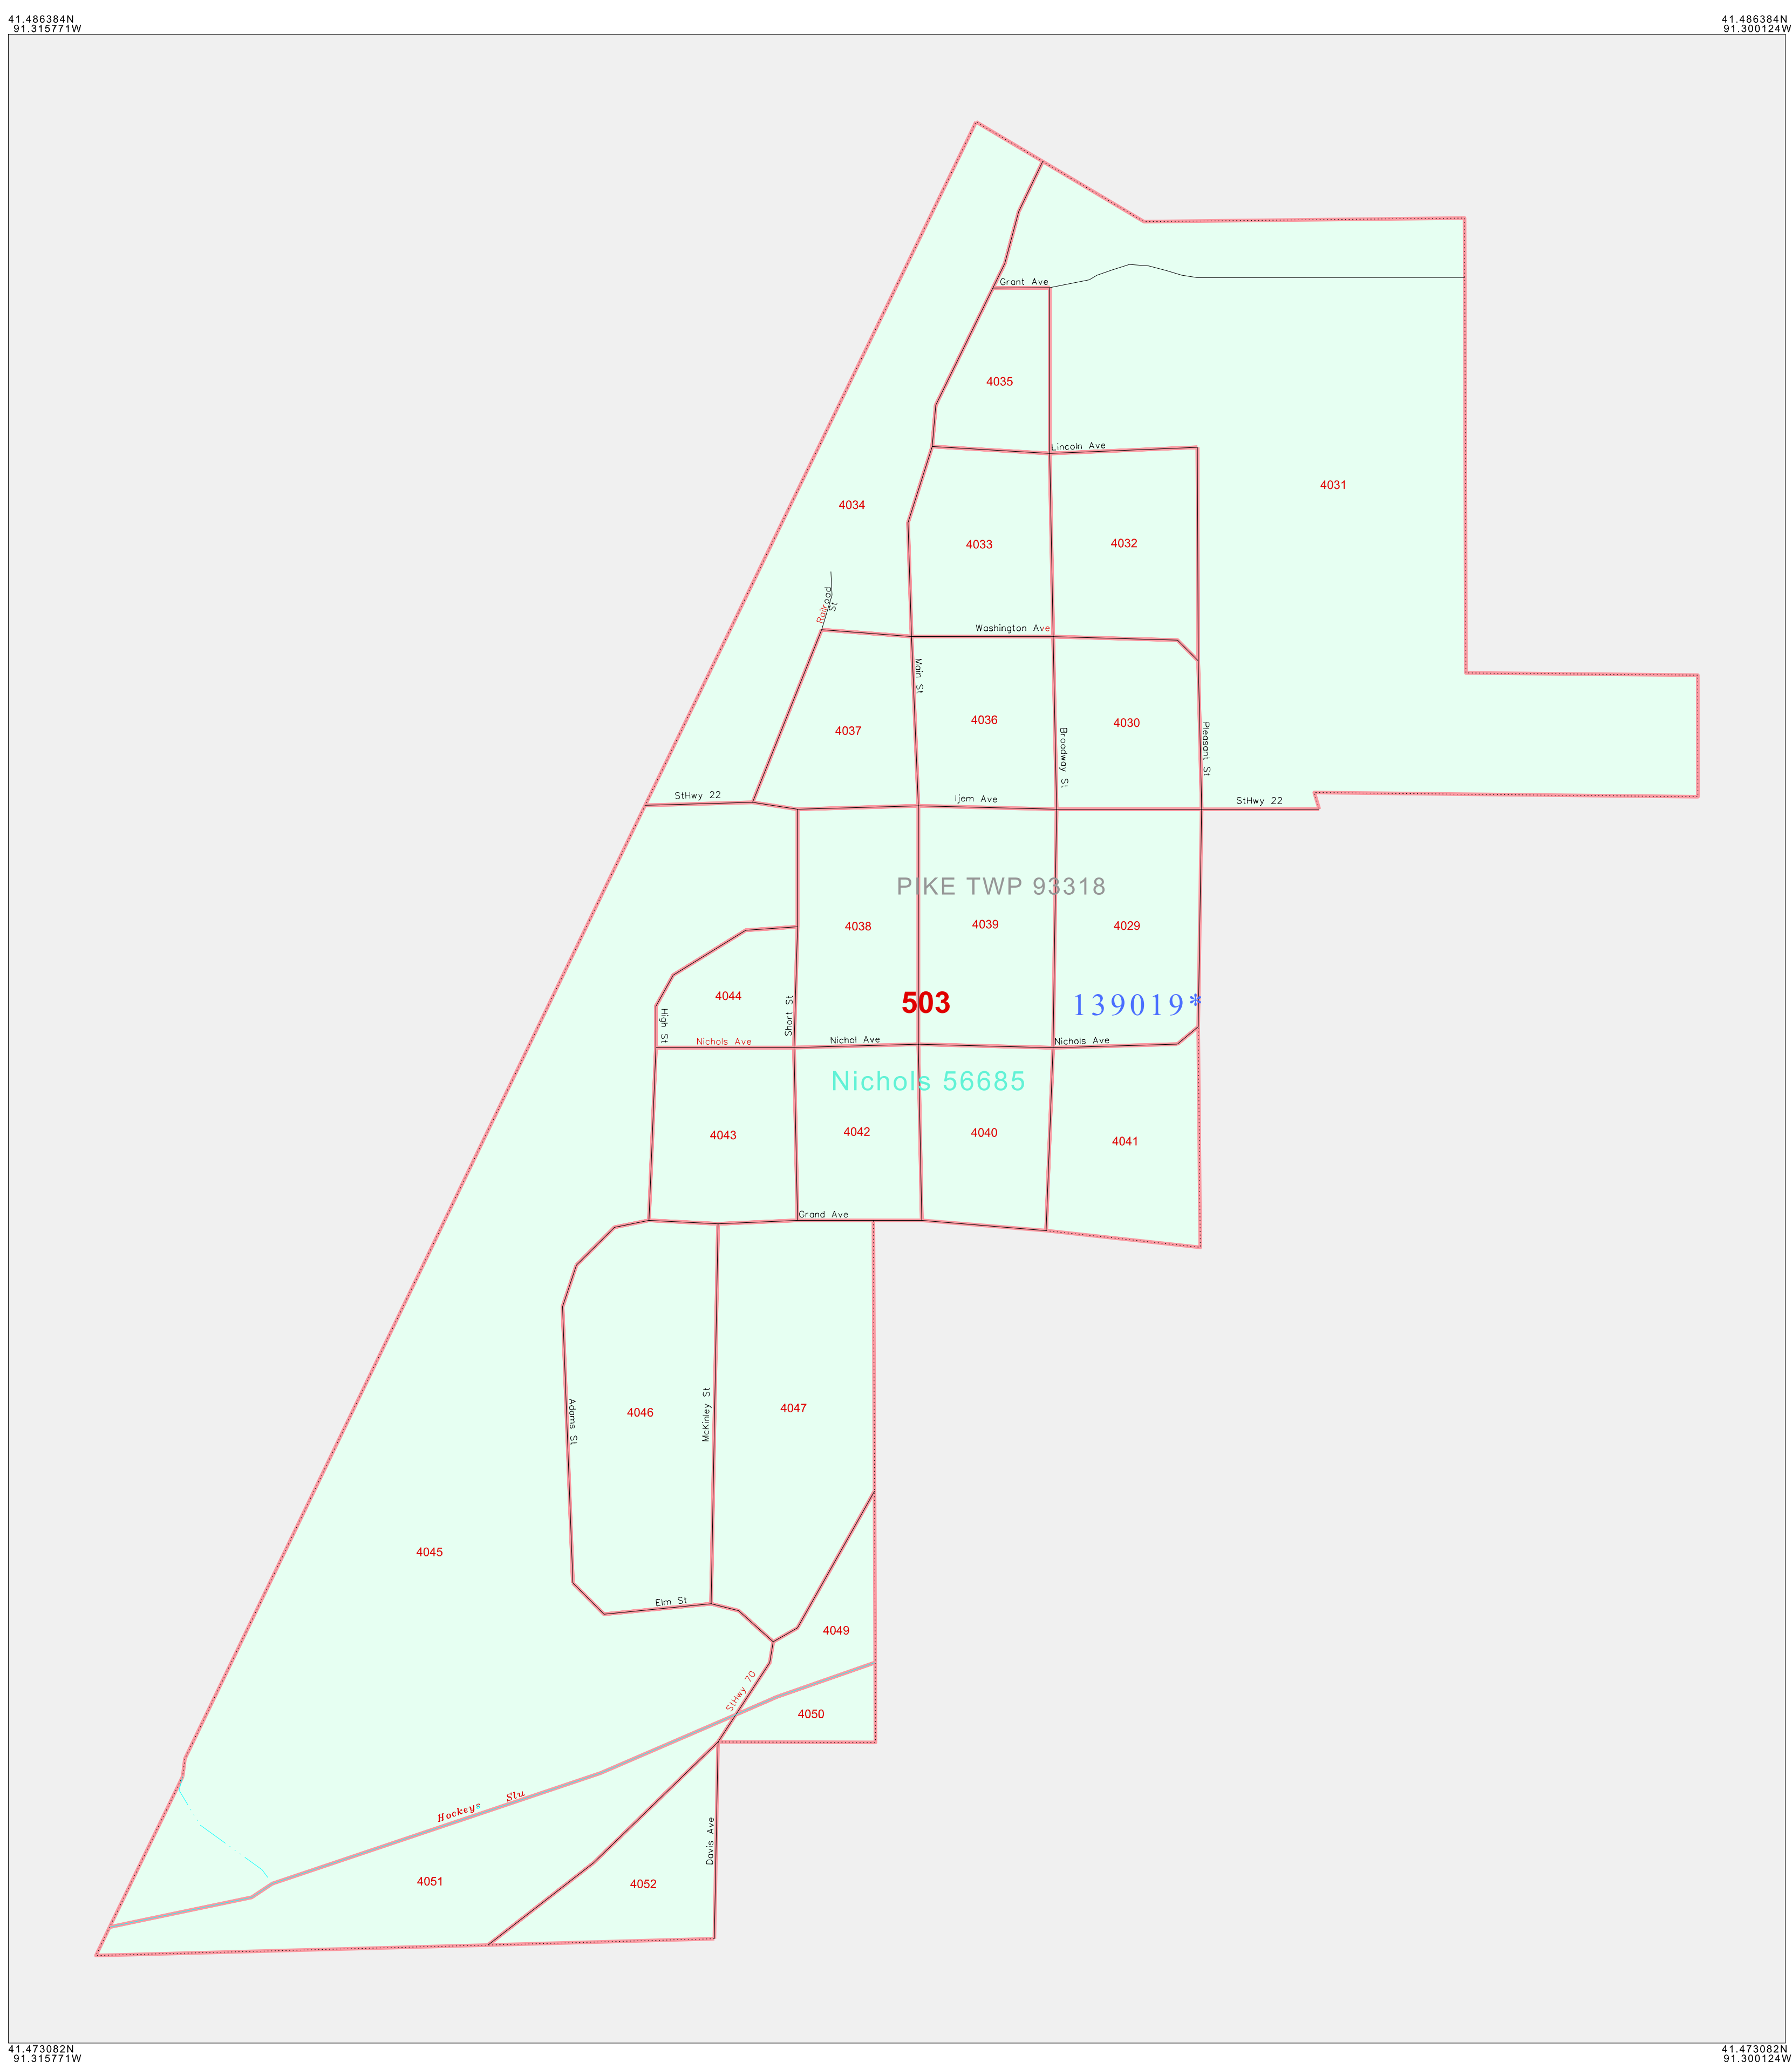 41.486384N
91.315771W
41.486384N
91.300124W
Grant Ave
4035
Lincoln Ave
4031
4034
4033
4032
Railroad St
Washington Ave
Main St
4037
4036
4030
Broadway St
Pleasant St
StHwy 22
Ijem Ave
StHwy 22
PIKE TWP 93318
4038
4039
4029
4044
503
139019*
High St
Short St
Nichols Ave
Nichol Ave
Nichols Ave
Nichols 56685
4043
4042
4040
4041
Grand Ave
4046
4047
Adams St
McKinley St
4045
Elm St
4049
StHwy 70
4050
Hockey
Slu
Davis Ave
4051
4052
41.473082N
91.315771W
41.473082N
91.300124W